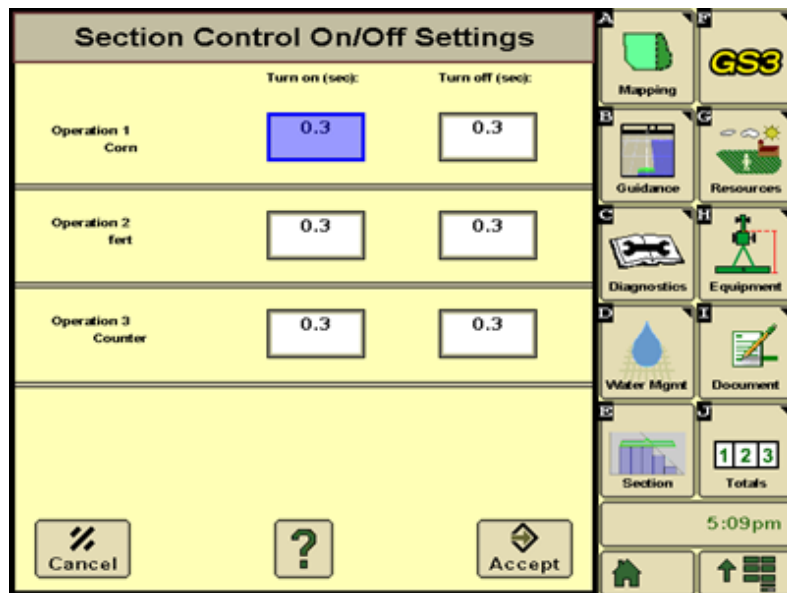 Section Control On/Off Settings
Turn on (sec): Turn off (sec):
Operation 1 0.3 0.3
Corn
Operation 2 0.3 0.3
fert
Operation 3 0.3 0.3
Counter
Cancel ? Accept
A F
Mapping GS3
B G
Guidance Resources
C H
Diagnostics Equipment
D I
Water Mgmt Document
E J
1 2 3
Section Totals
5:09pm